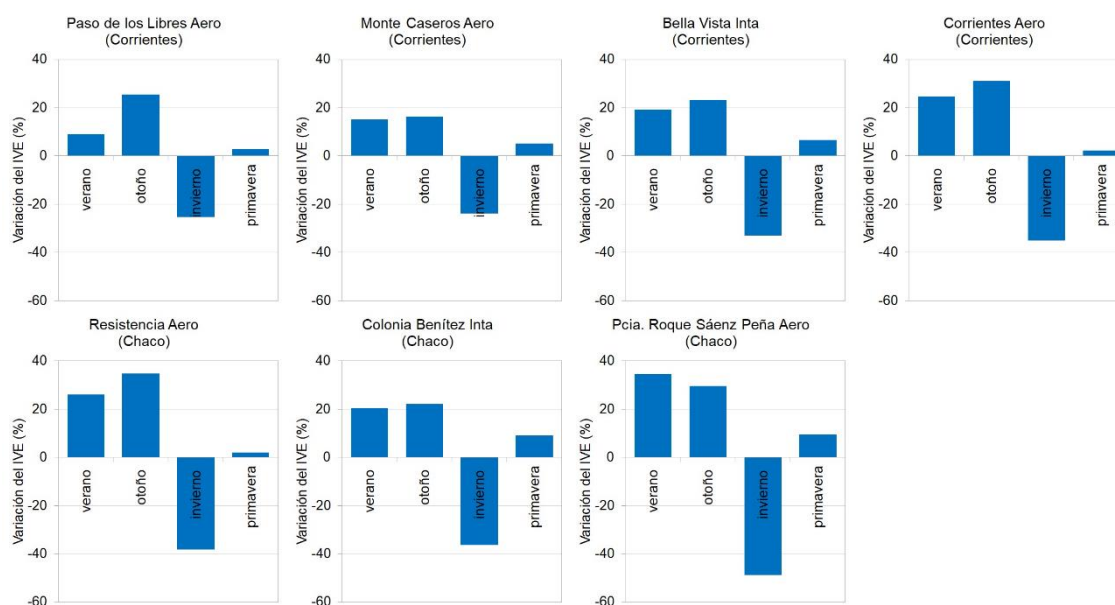 Paso de los Libres Aero
(Corrientes)
Variación del IVE (%)
40
20
0
-20
-40
-60
verano
otoño
invierno
primavera
Monte Caseros Aero
(Corrientes)
Variación del IVE (%)
40
20
0
-20
-40
-60
verano
otoño
invierno
primavera
Bella Vista Inta
(Corrientes)
Variación del IVE (%)
40
20
0
-20
-40
-60
verano
otoño
invierno
primavera
Corrientes Aero
(Corrientes)
Variación del IVE (%)
40
20
0
-20
-40
-60
verano
otoño
invierno
primavera
Resistencia Aero
(Chaco)
Variación del IVE (%)
40
20
0
-20
-40
-60
verano
otoño
invierno
primavera
Colonia Benítez Inta
(Chaco)
Variación del IVE (%)
40
20
0
-20
-40
-60
verano
otoño
invierno
primavera
Pcia. Roque Sáenz Peña Aero
(Chaco)
Variación del IVE (%)
40
20
0
-20
-40
-60
verano
otoño
invierno
primavera